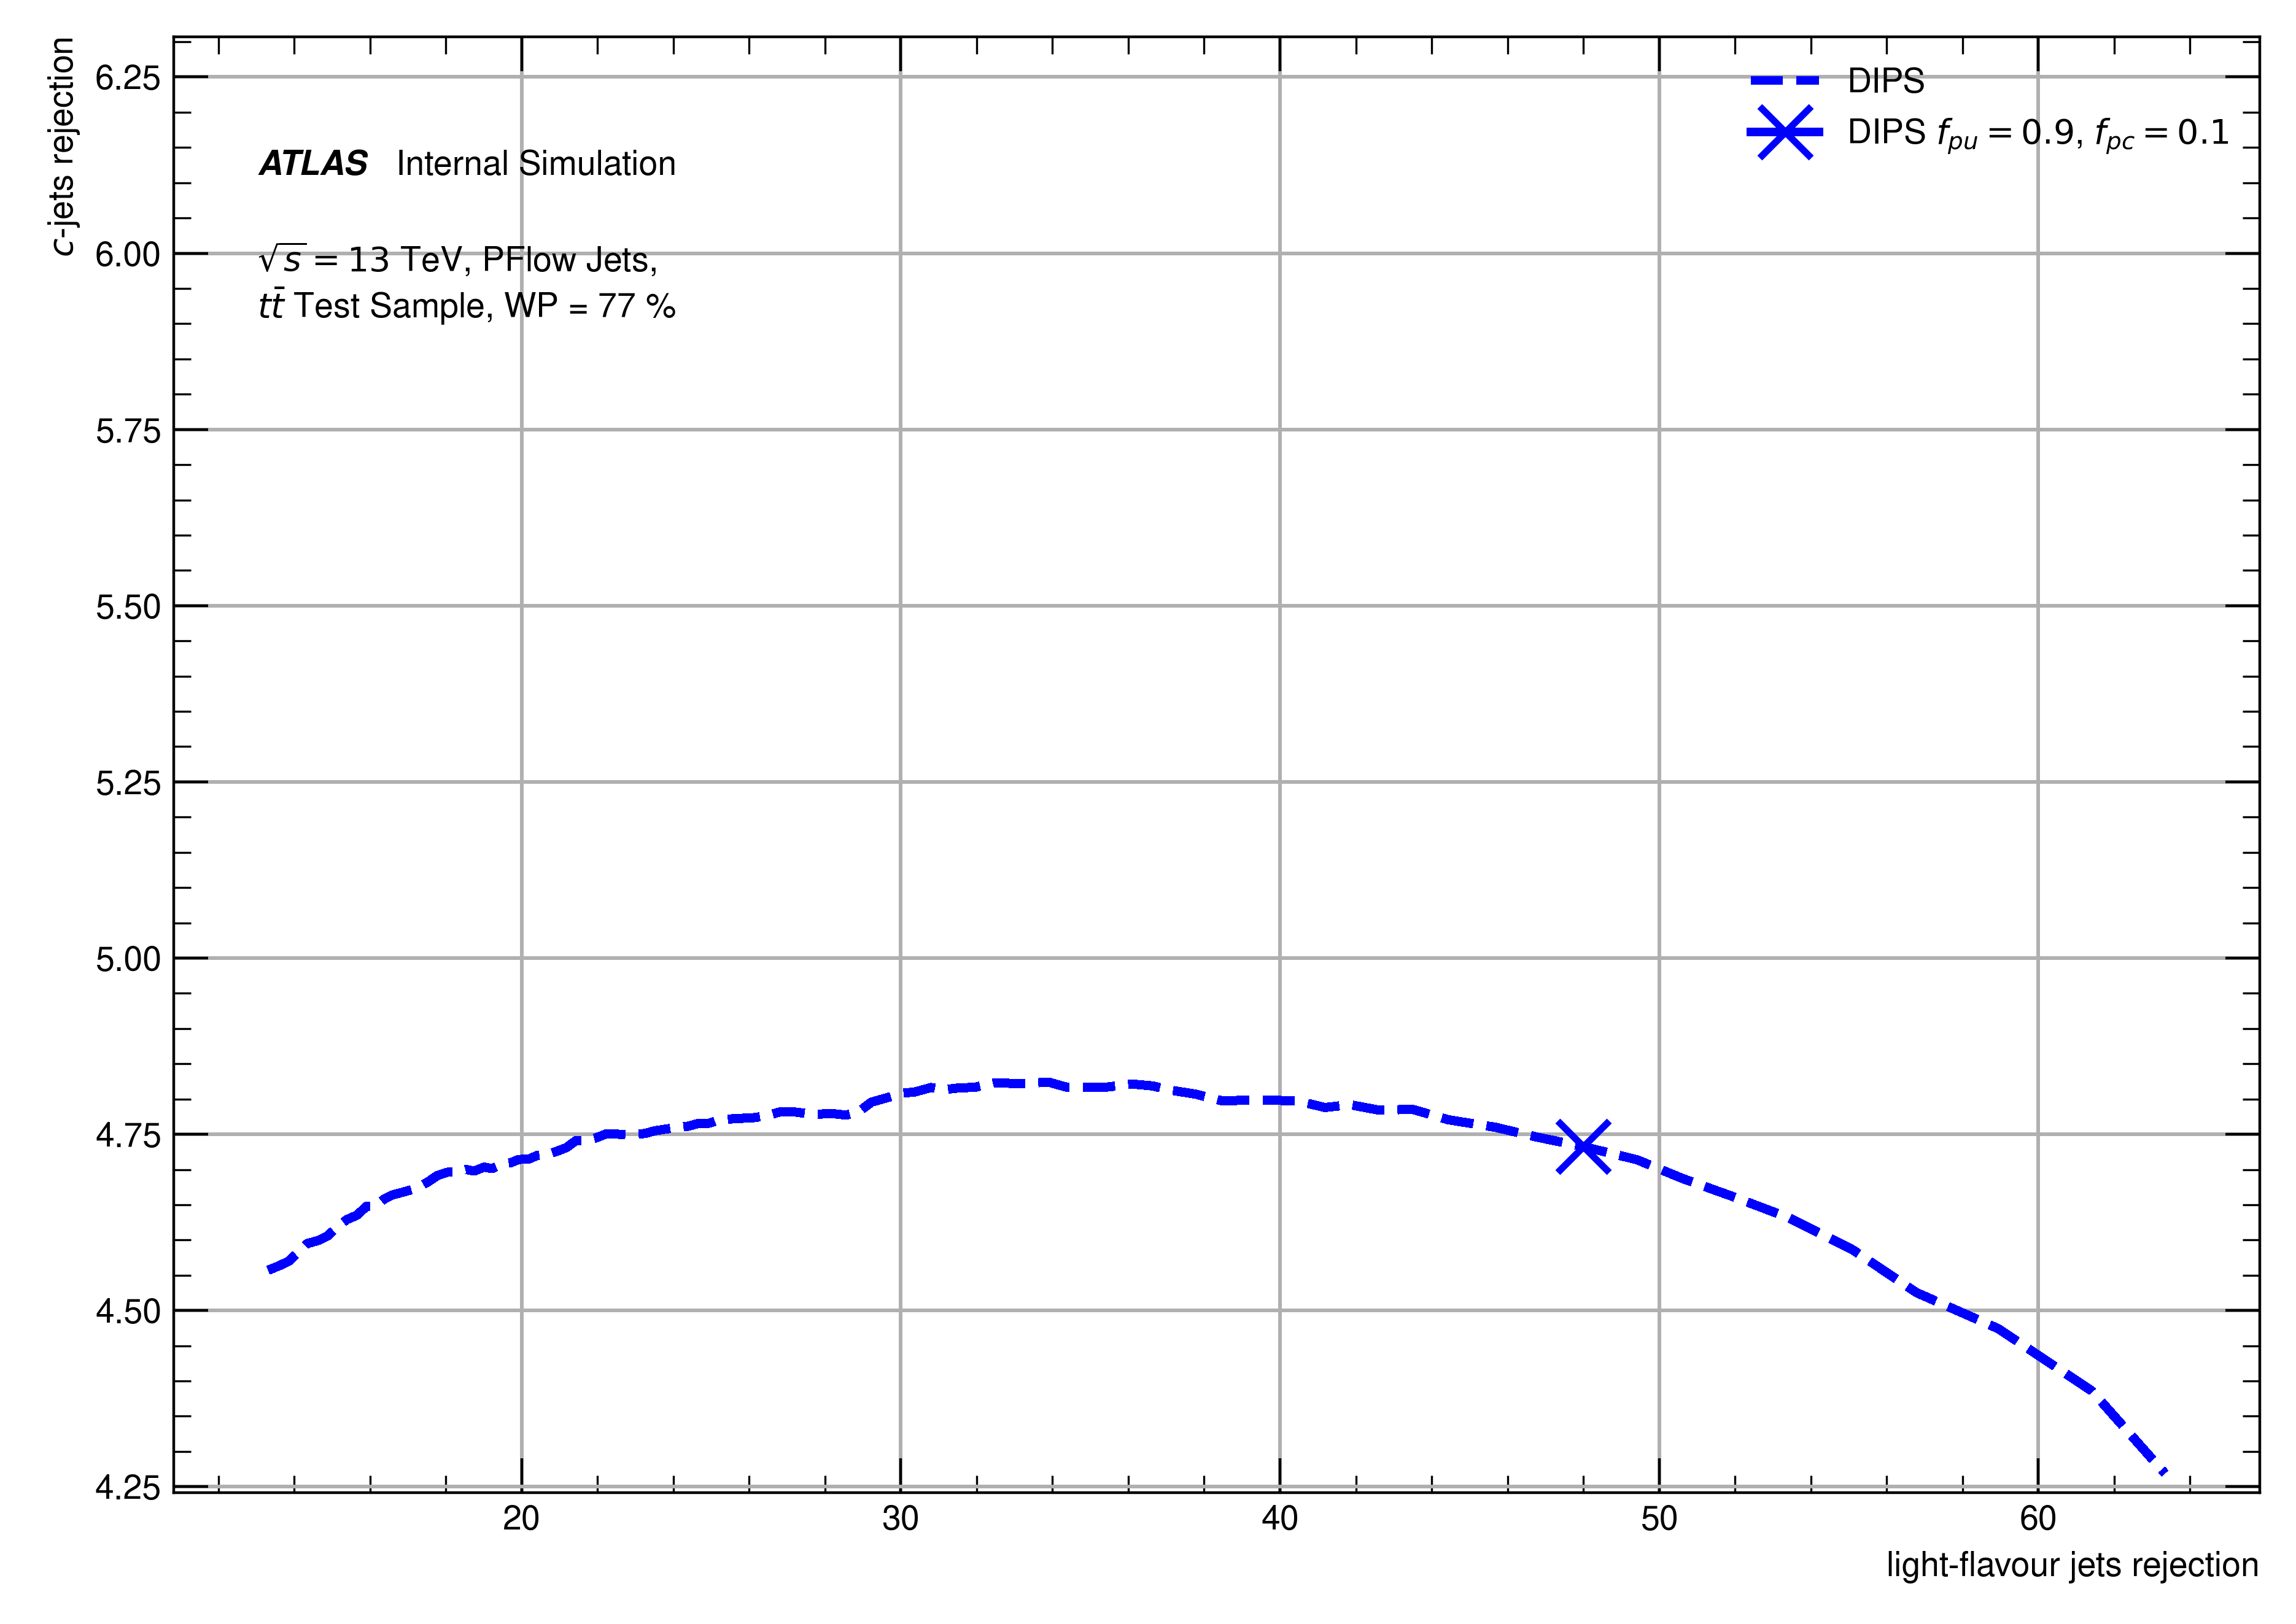 c-jets rejection
6.25
6.00
5.75
5.50
5.25
5.00
4.75
4.50
4.25
ATLAS Internal Simulation
√s = 13 TeV, PFlow Jets,
tt̄ Test Sample, WP = 77 %
DIPS
DIPS fpu = 0.9, fpc = 0.1
20 30 40 50 60
light-flavour jets rejection